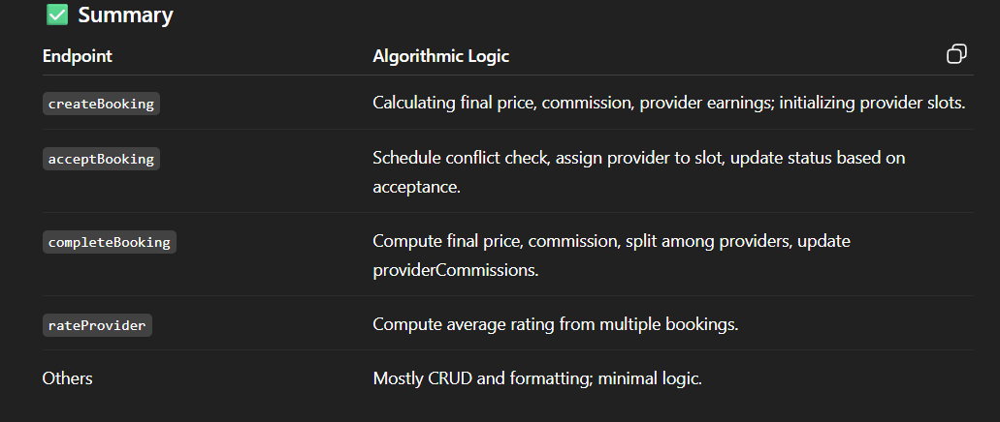 ✅ Summary
Endpoint Algorithmic Logic
createBooking Calculating final price, commission, provider earnings; initializing provider slots.
acceptBooking Schedule conflict check, assign provider to slot, update status based on
acceptance.
completeBooking Compute final price, commission, split among providers, update
providerCommissions.
rateProvider Compute average rating from multiple bookings.
Others Mostly CRUD and formatting; minimal logic.